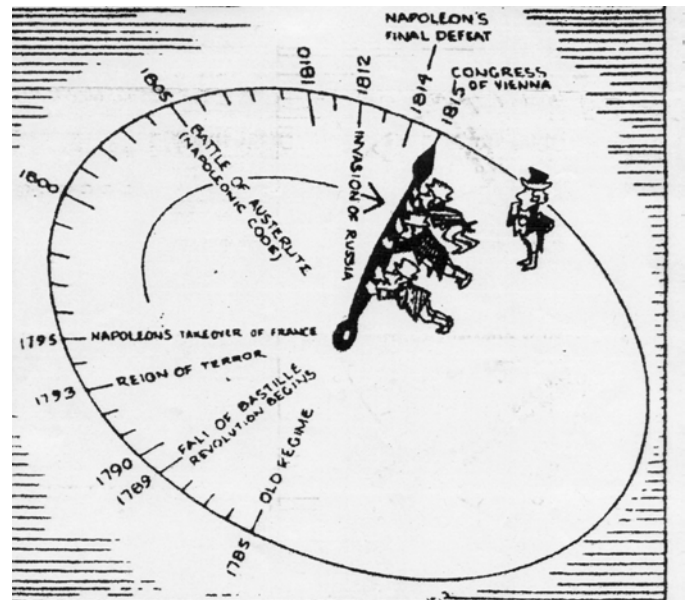 NAPOLEON'S
FINAL DEFEAT
1814
1815
CONGRESS
OF VIENNA
1812
INVASION OF RUSSIA
1810
1805
BATTLE OF AUSTERLITE
(NAPOLEONIC CODE)
1800
1795
NAPOLEON'S TAKEOVER OF FRANCE
1793
REIGN OF TERROR
1790
1789
FALL OF BASTILLE
REVOLUTION BEGINS
1785
OLD REGIME